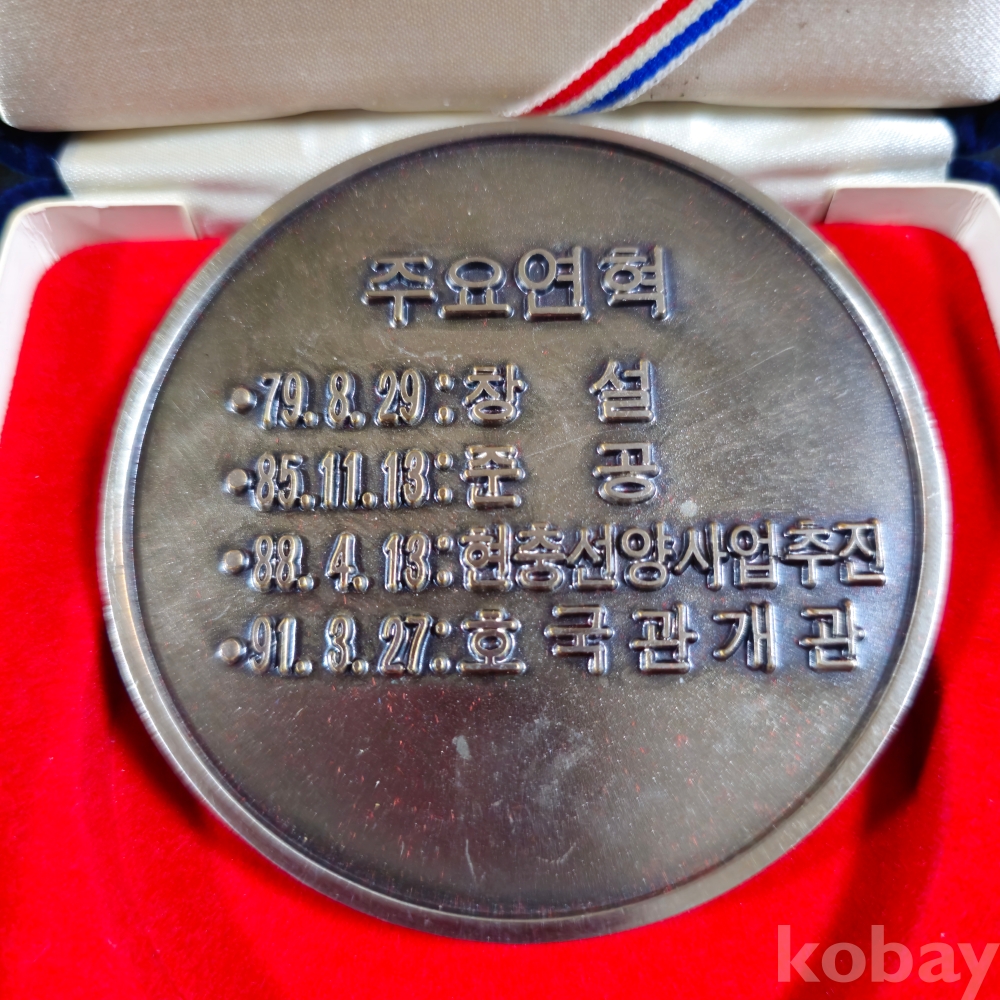 주요연혁
•79.8.29:창 설
•85.11.13:준 공
•88.4.13:현충선양사업추진
•91.3.27:호국관개관
kobay